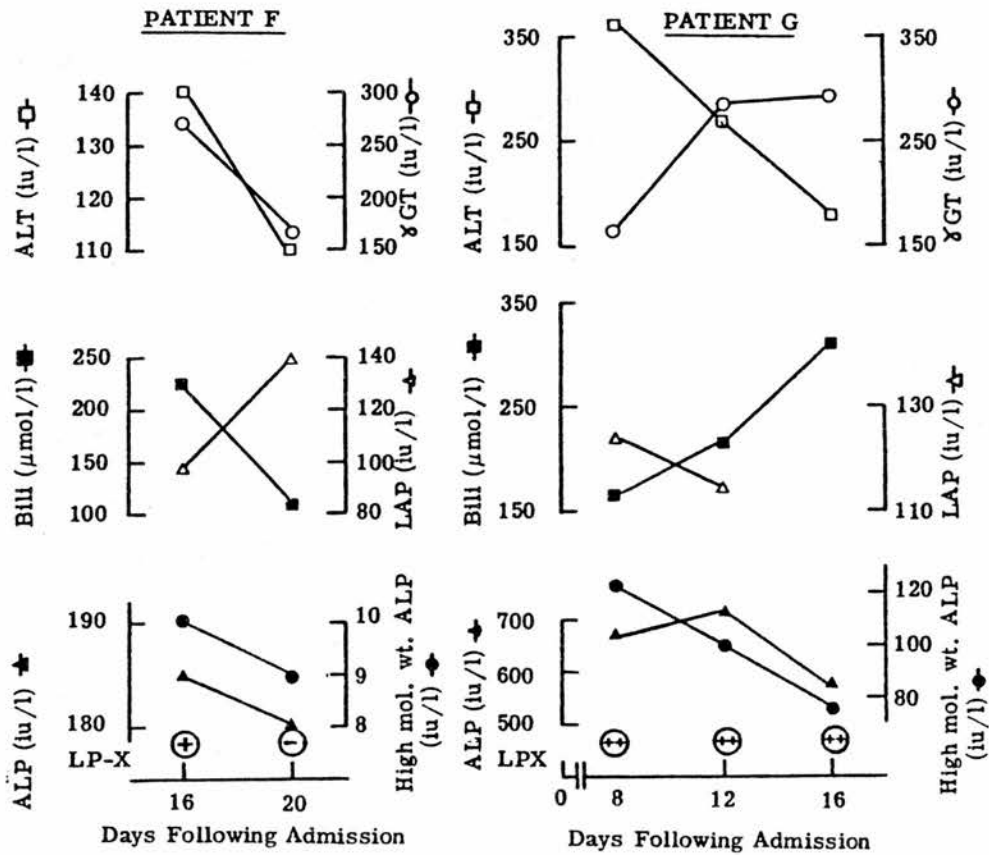 PATIENT F
ALT (iu/l)
140
135
130
120
115
110
300
200
150
γGT (iu/l)
Bili (μmol/l)
250
200
150
100
140
120
100
80
LAP (iu/l)
ALP (iu/l)
190
180
10
9
8
High mol. wt. ALP
(iu/l)
LP-X
+
−
16
20
Days Following Admission
PATIENT G
ALT (iu/l)
350
250
150
350
250
150
γGT (iu/l)
Bili (μmol/l)
350
250
150
130
110
LAP (iu/l)
ALP (iu/l)
700
600
500
120
100
80
High mol. wt. ALP
(iu/l)
LPX
++
0
8
12
16
Days Following Admission